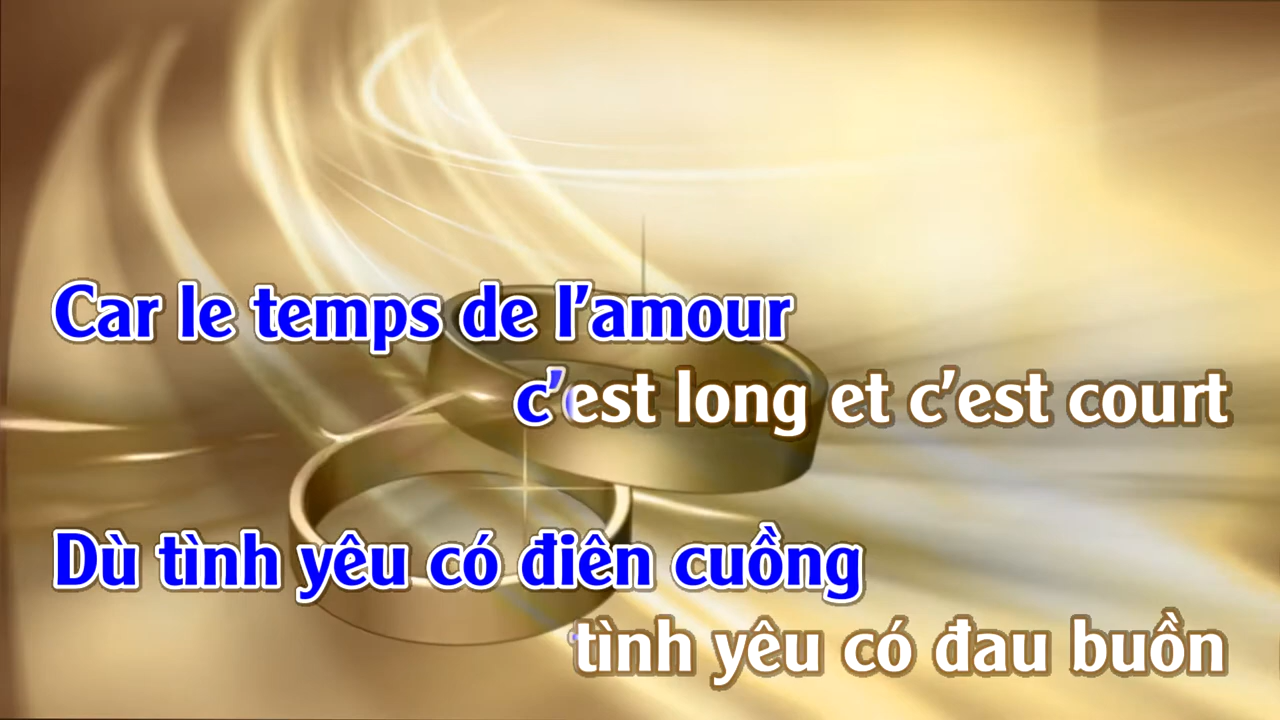 Car le temps de l’amour
c’est long et c’est court
Dù tình yêu có điên cuồng
tình yêu có đau buồn